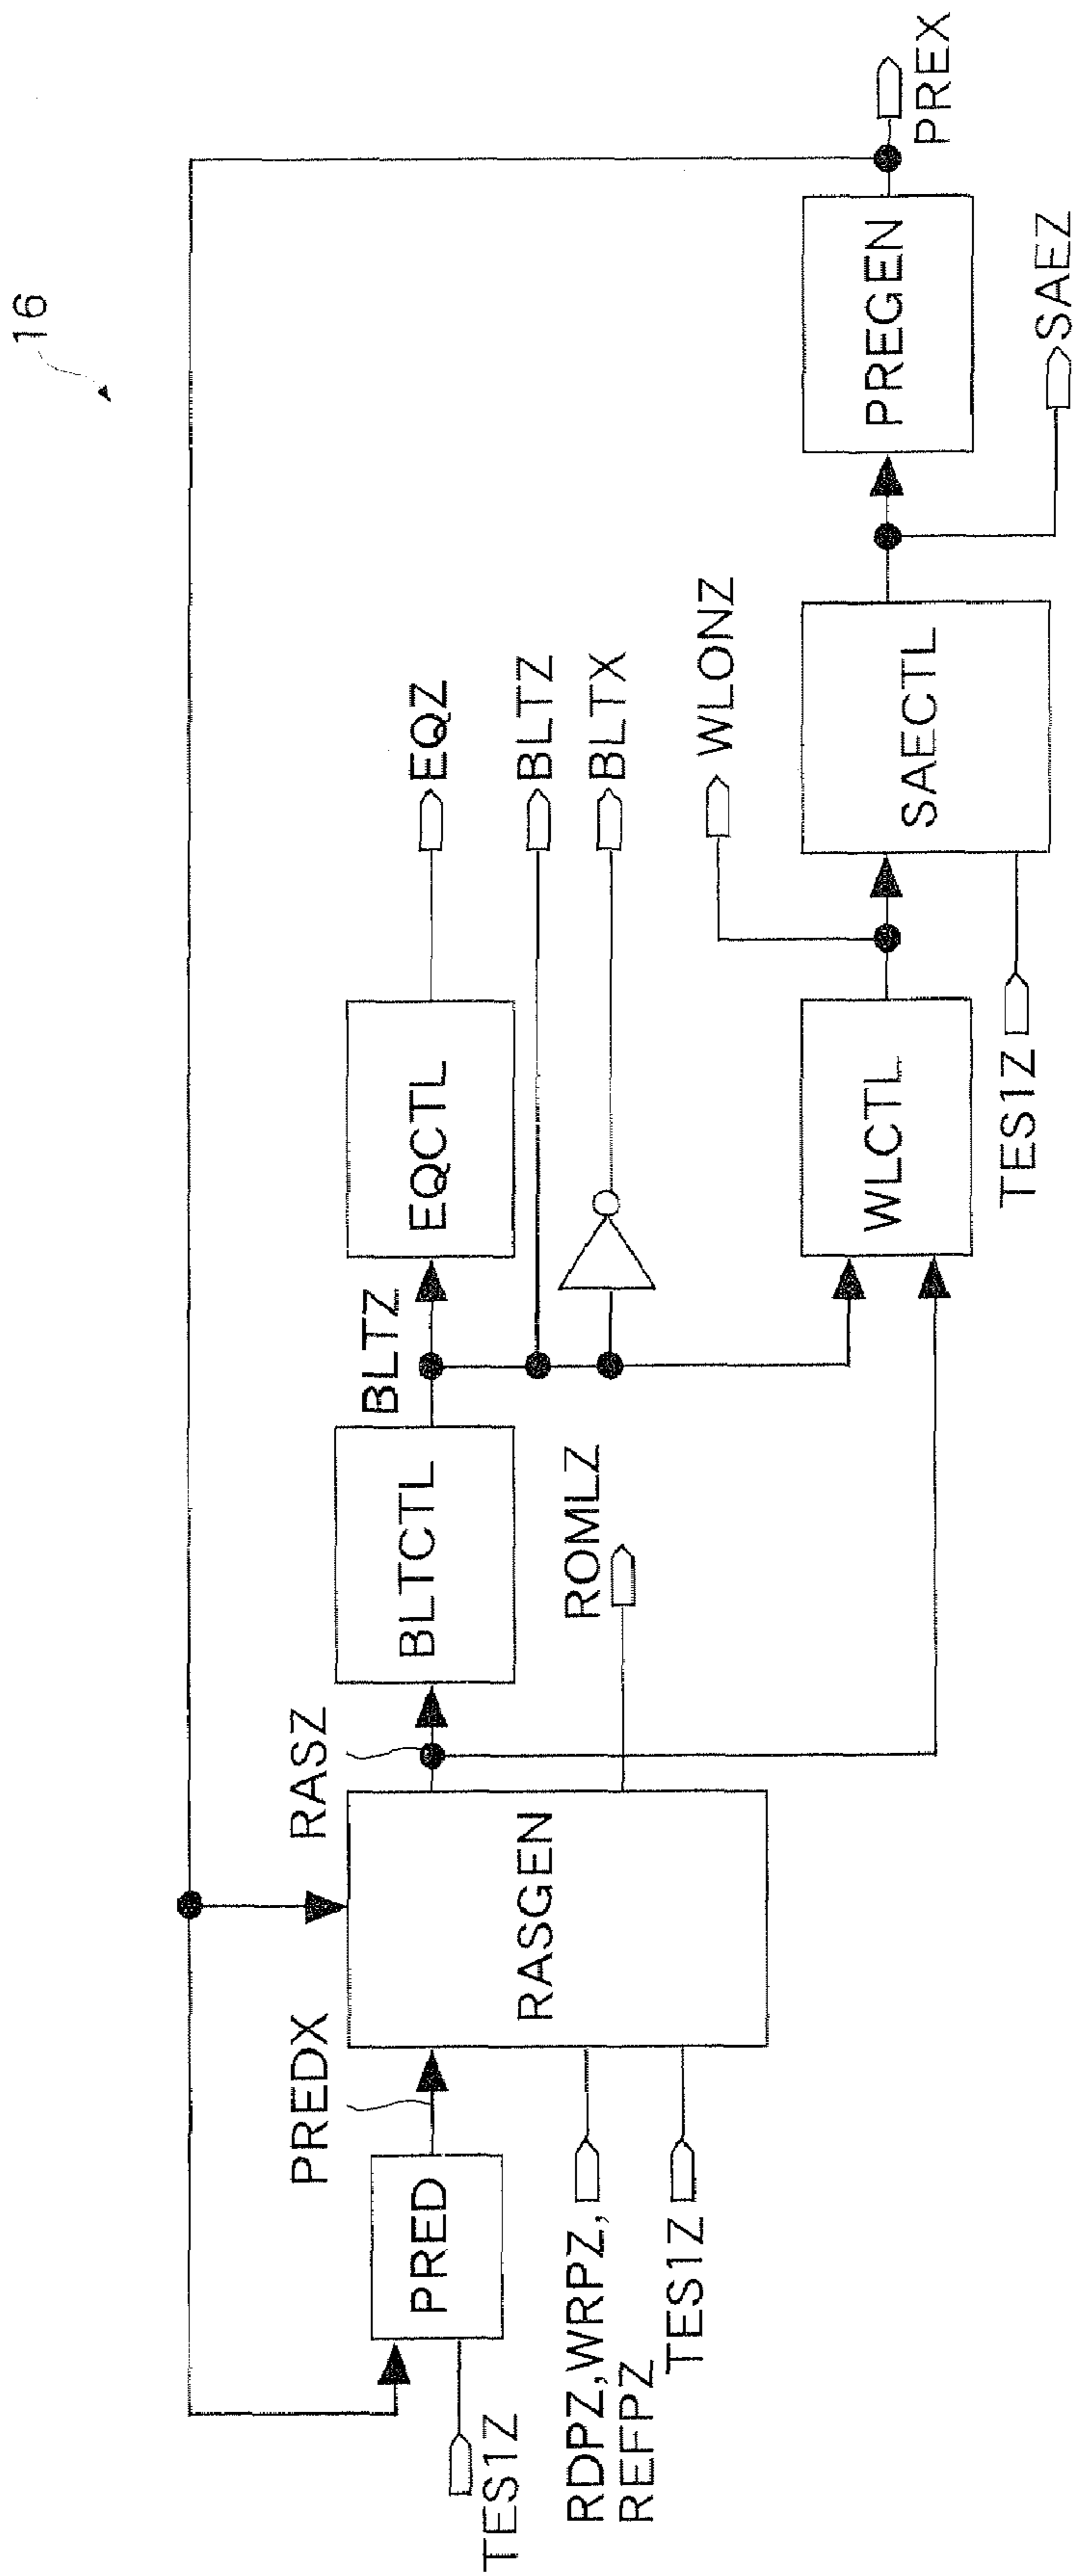 16
PREDX
RASZ
BLTZ
PRED
RASGEN
BLTCTL
EQCTL
EQZ
BLTZ
BLTX
ROMLZ
WLONZ
WLCTL
SAECTL
PREGEN
PREX
SAEZ
TES1Z
RDPZ,WRPZ,
REFPZ
TES1Z
TES1Z